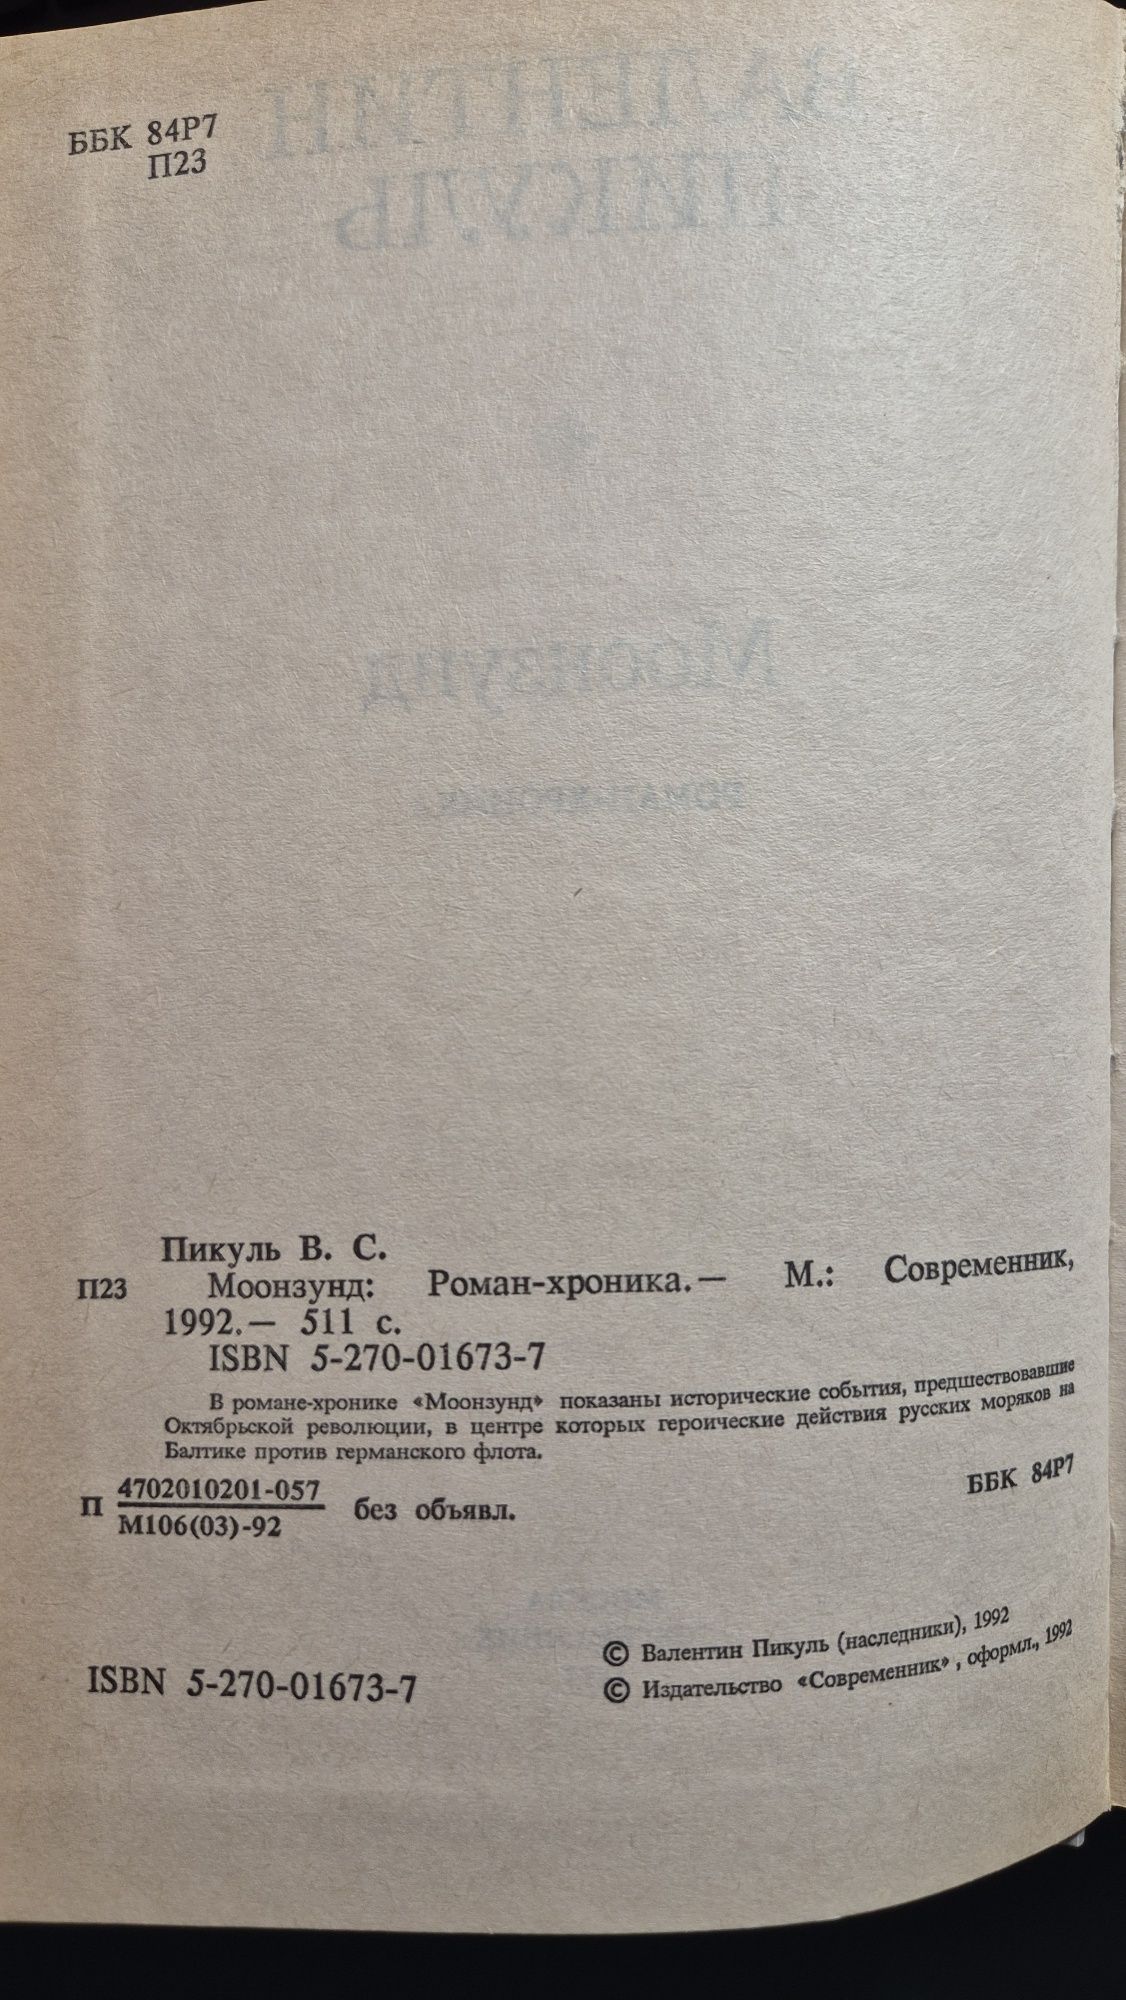 ББК 84Р7
П23
ВАЛЕНТИН
ПИКУЛЬ
Моонзунд
Пикуль В. С.
П23 Моонзунд: Роман-хроника.— М.: Современник,
1992.— 511 с.
ISBN 5-270-01673-7
В романе-хронике «Моонзунд» показаны исторические события, предшествовавшие
Октябрьской революции, в центре которых героические действия русских моряков на
Балтике против германского флота.
П 4702010201-057
М106(03)-92
без объявл.
ББК 84Р7
© Валентин Пикуль (наследники), 1992
© Издательство «Современник», оформл., 1992
ISBN 5-270-01673-7